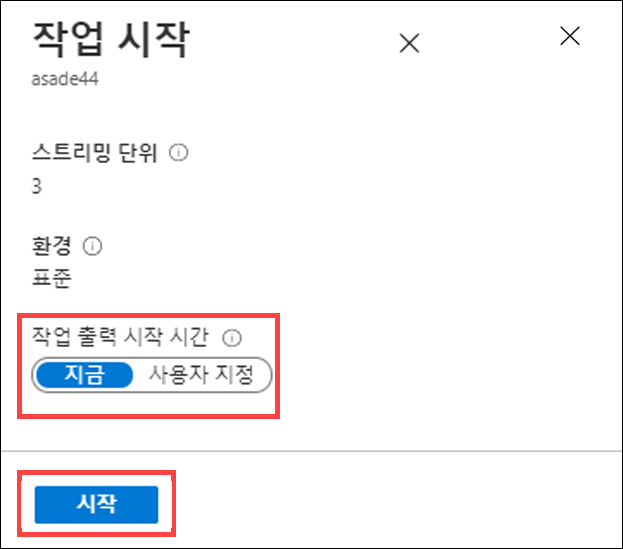 작업 시작
asade44
스트리밍 단위
3
환경
표준
작업 출력 시작 시간
지금 사용자 지정
시작